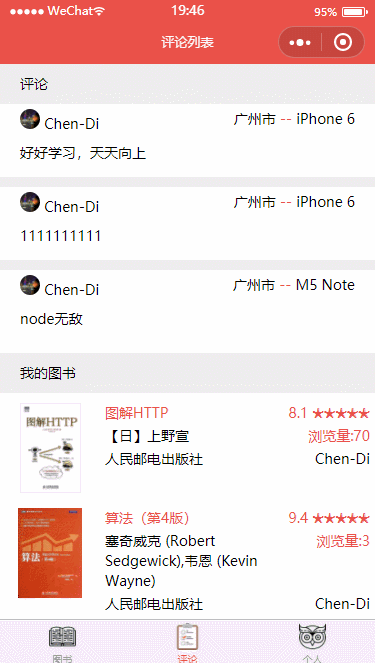 ●●●●● WeChat 19:46 95%
评论列表
评论
Chen-Di 广州市 -- iPhone 6
好好学习，天天向上
Chen-Di 广州市 -- iPhone 6
1111111111
Chen-Di 广州市 -- M5 Note
node无敌
我的图书
图解HTTP
图解HTTP 8.1 ★★★★★
【日】上野宣 浏览量:70
人民邮电出版社 Chen-Di
算法
算法（第4版） 9.4 ★★★★★
塞奇威克 (Robert 浏览量:3
Sedgewick),韦恩 (Kevin
Wayne)
人民邮电出版社 Chen-Di
图书 评论 个人